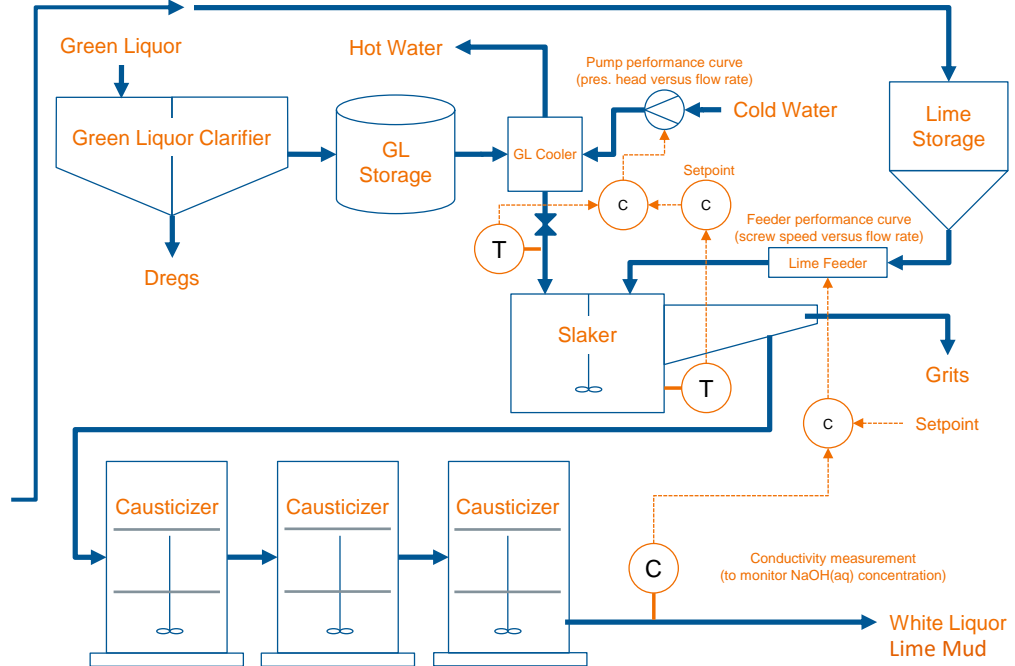 Green Liquor
Hot Water
Pump performance curve
(pres. head versus flow rate)
Cold Water
Green Liquor Clarifier
GL
Storage
GL Cooler
Lime
Storage
Setpoint
C
C
Feeder performance curve
(screw speed versus flow rate)
T
Lime Feeder
Dregs
Slaker
T
Grits
C
Setpoint
Causticizer
Causticizer
Causticizer
C
Conductivity measurement
(to monitor NaOH(aq) concentration)
White Liquor
Lime Mud